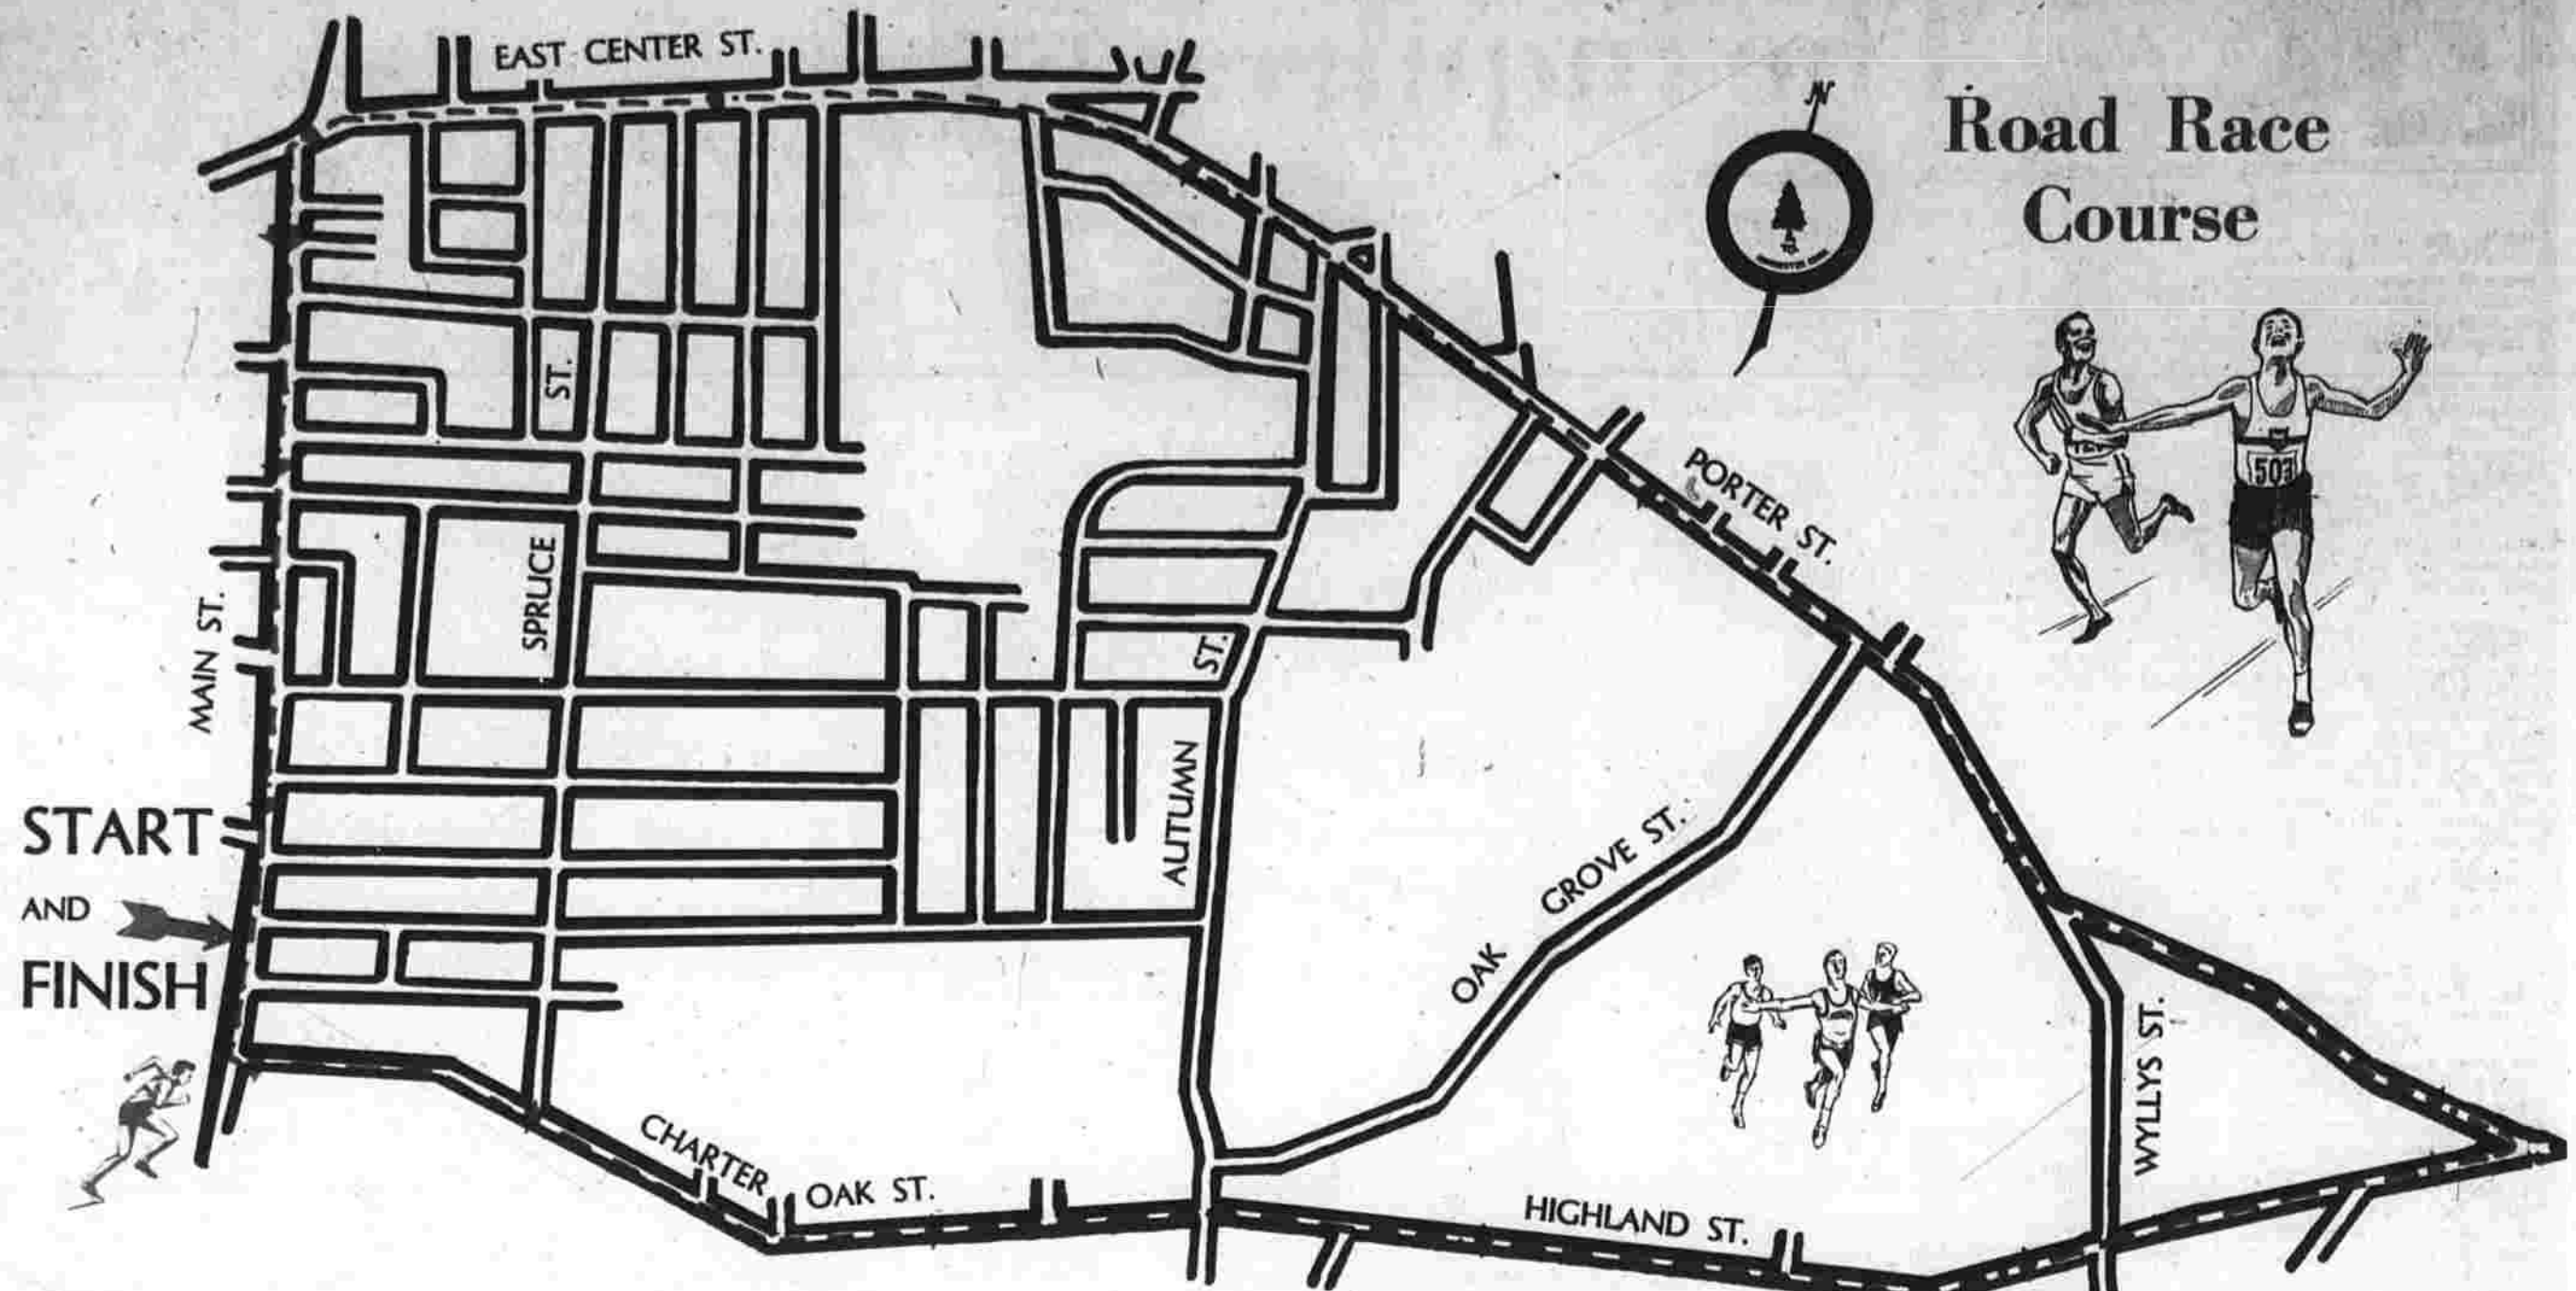 EAST CENTER ST.
N
Road Race
Course
ST.
503
PORTER ST.
SPRUCE
ST.
MAIN ST.
AUTUMN
START
AND
FINISH
OAK
GROVE ST.
WYLLYS ST.
CHARTER
OAK ST.
HIGHLAND ST.